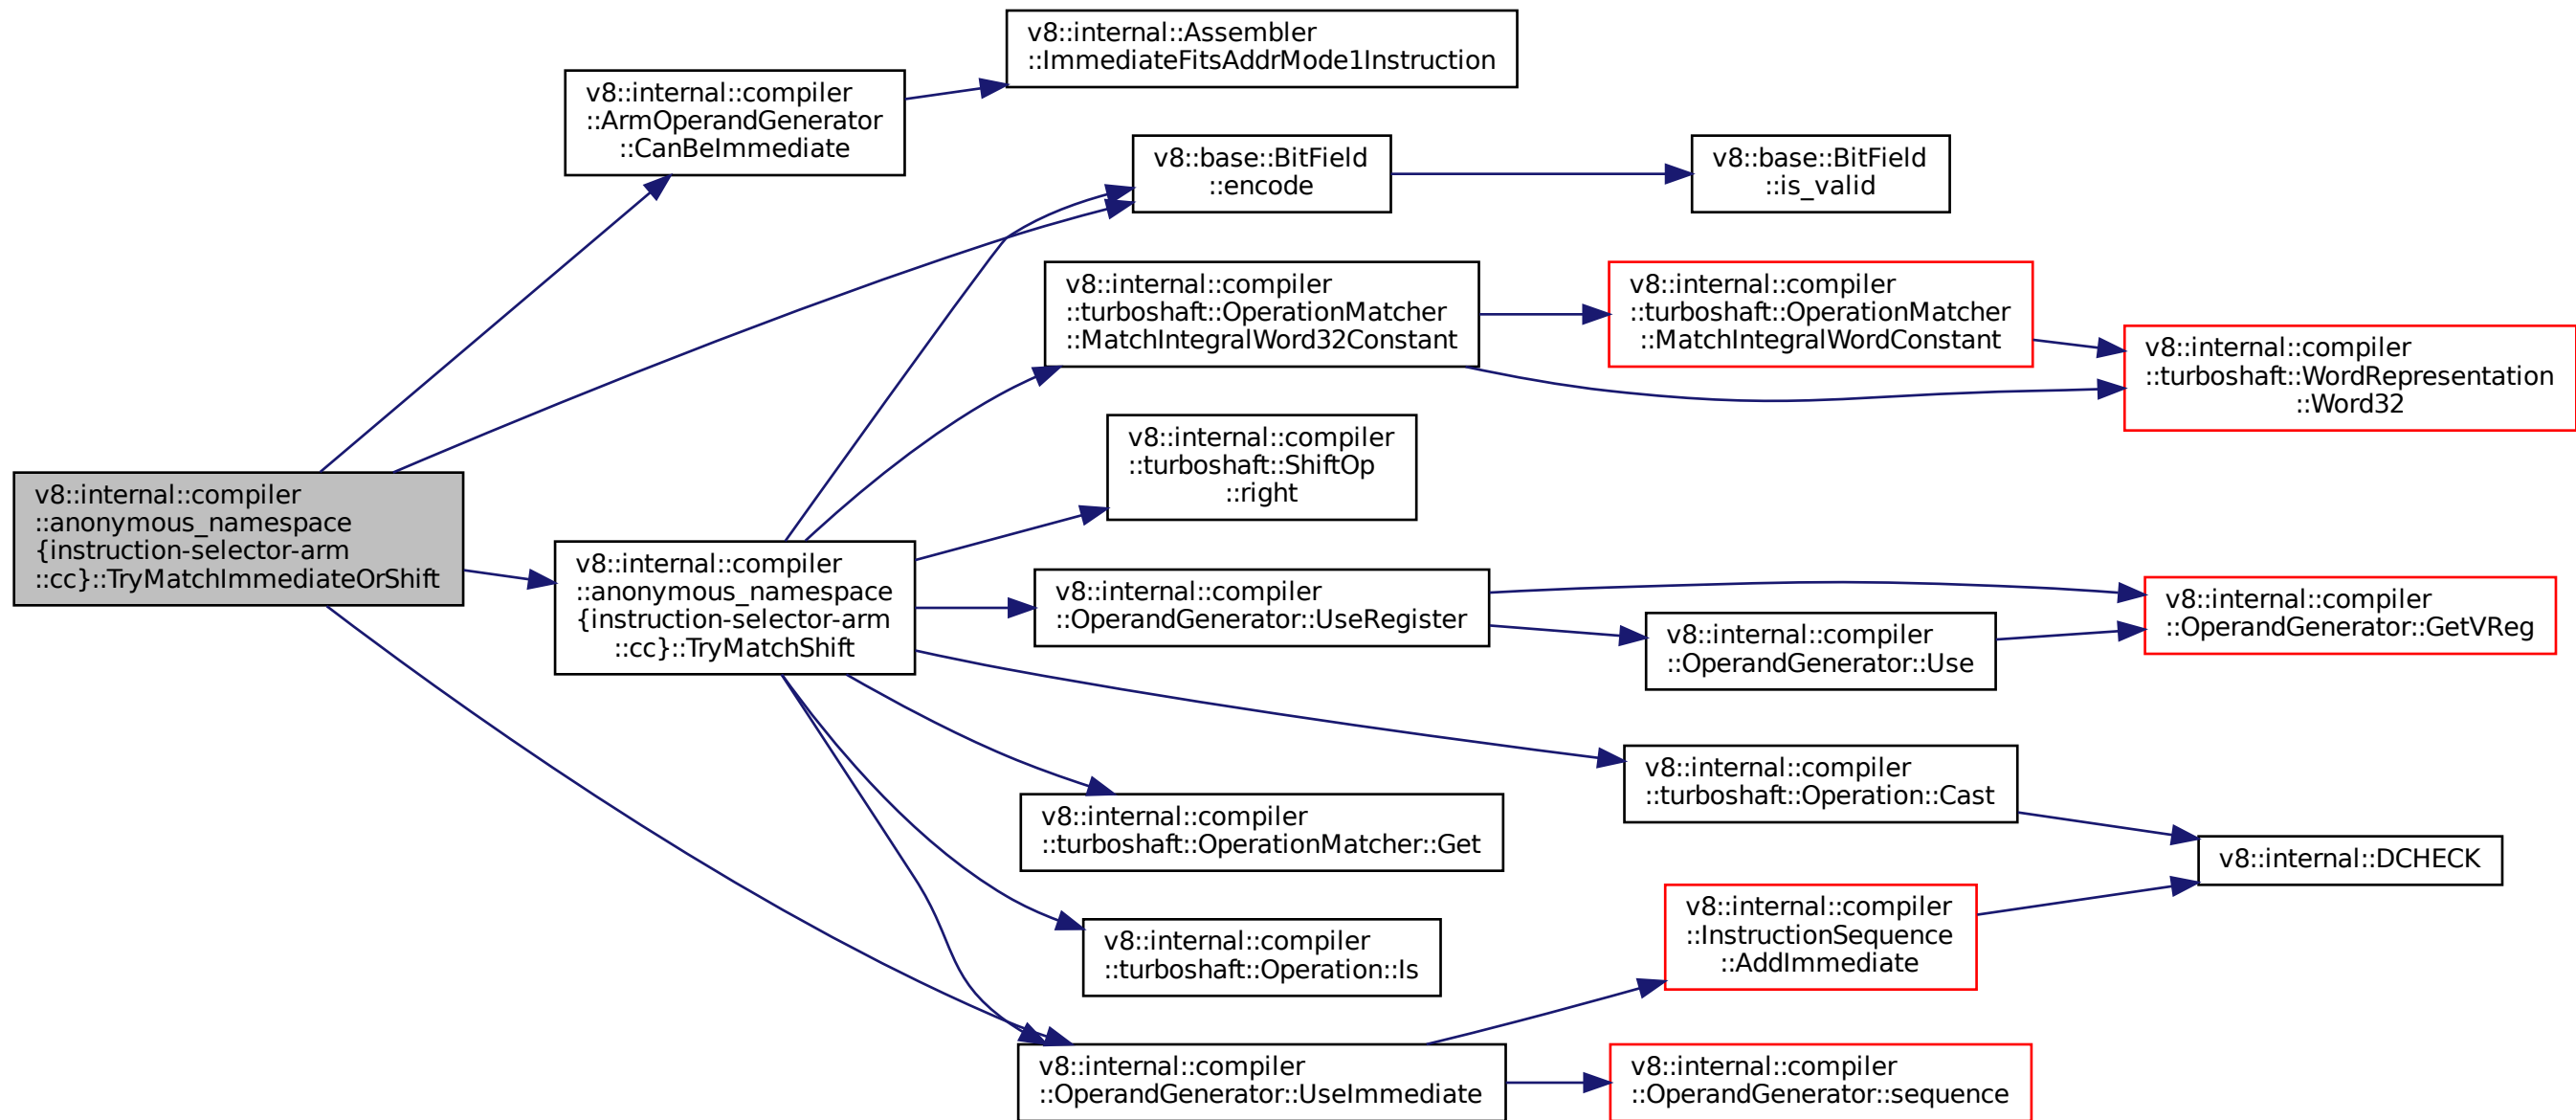 v8::internal::Assembler
::ImmediateFitsAddrMode1Instruction
v8::internal::compiler
::ArmOperandGenerator
::CanBeImmediate
v8::base::BitField
::encode
v8::base::BitField
::is_valid
v8::internal::compiler
::turboshaft::OperationMatcher
::MatchIntegralWord32Constant
v8::internal::compiler
::turboshaft::OperationMatcher
::MatchIntegralWordConstant
v8::internal::compiler
::turboshaft::WordRepresentation
::Word32
v8::internal::compiler
::turboshaft::ShiftOp
::right
v8::internal::compiler
::anonymous_namespace
{instruction-selector-arm
::cc}::TryMatchImmediateOrShift
v8::internal::compiler
::anonymous_namespace
{instruction-selector-arm
::cc}::TryMatchShift
v8::internal::compiler
::OperandGenerator::UseRegister
v8::internal::compiler
::OperandGenerator::Use
v8::internal::compiler
::OperandGenerator::GetVReg
v8::internal::compiler
::turboshaft::Operation::Cast
v8::internal::compiler
::turboshaft::OperationMatcher::Get
v8::internal::DCHECK
v8::internal::compiler
::turboshaft::Operation::Is
v8::internal::compiler
::InstructionSequence
::AddImmediate
v8::internal::compiler
::OperandGenerator::UseImmediate
v8::internal::compiler
::OperandGenerator::sequence